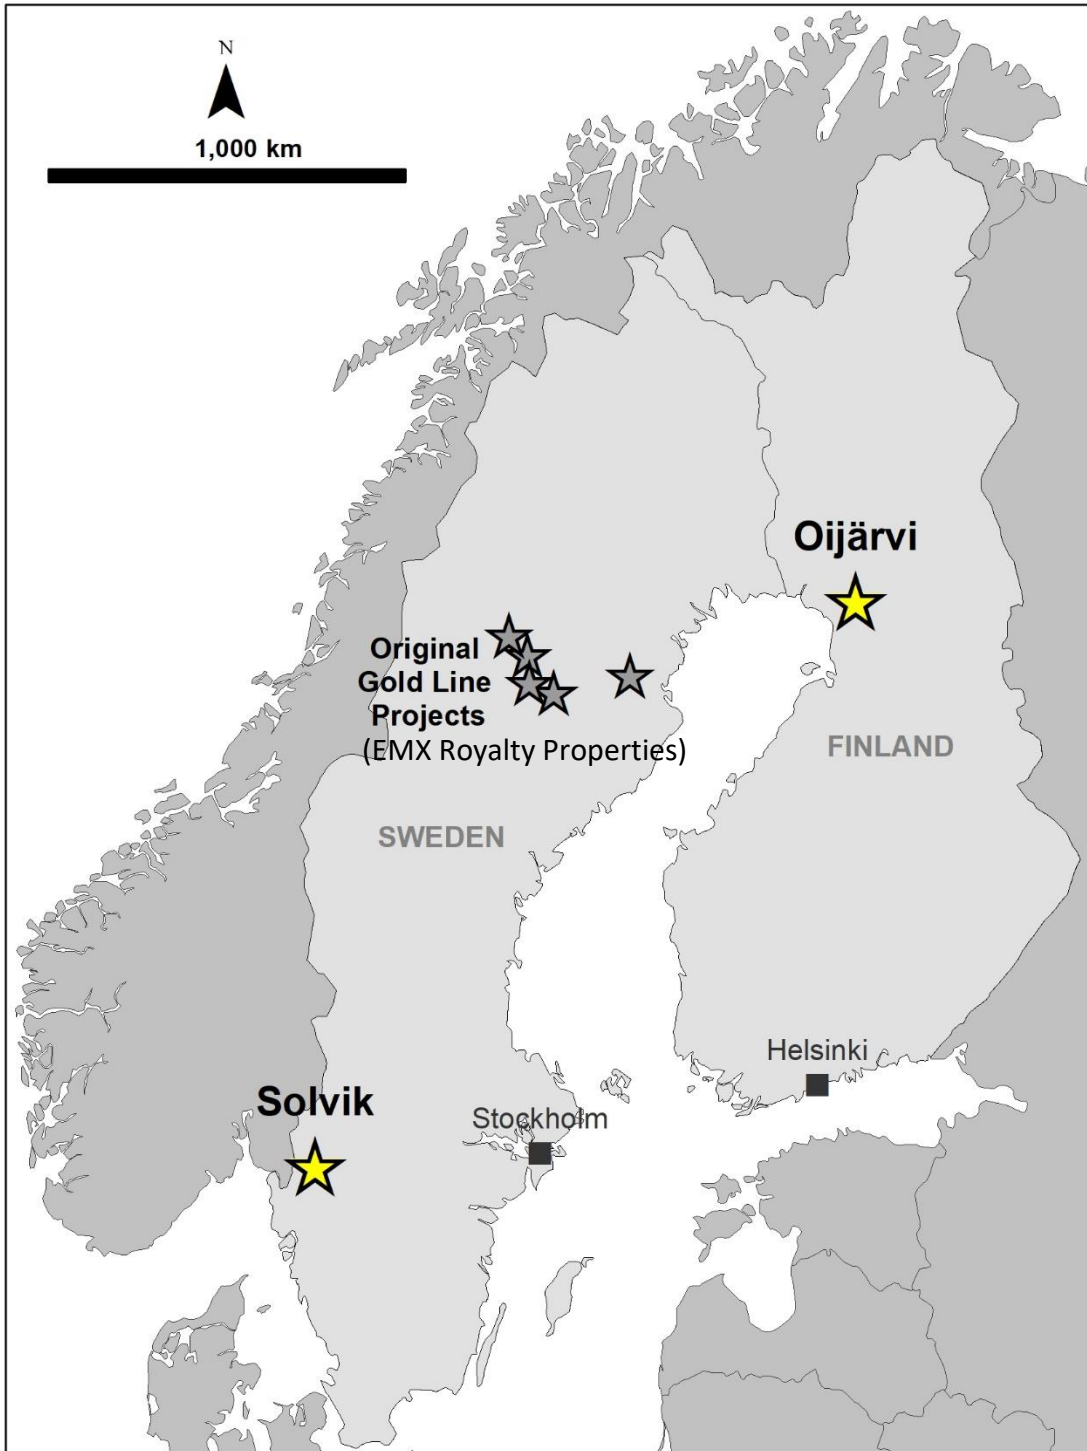 N
1,000 km
Oijärvi
Original
Gold Line
Projects
(EMX Royalty Properties)
FINLAND
SWEDEN
Helsinki
Solvik
Stockholm